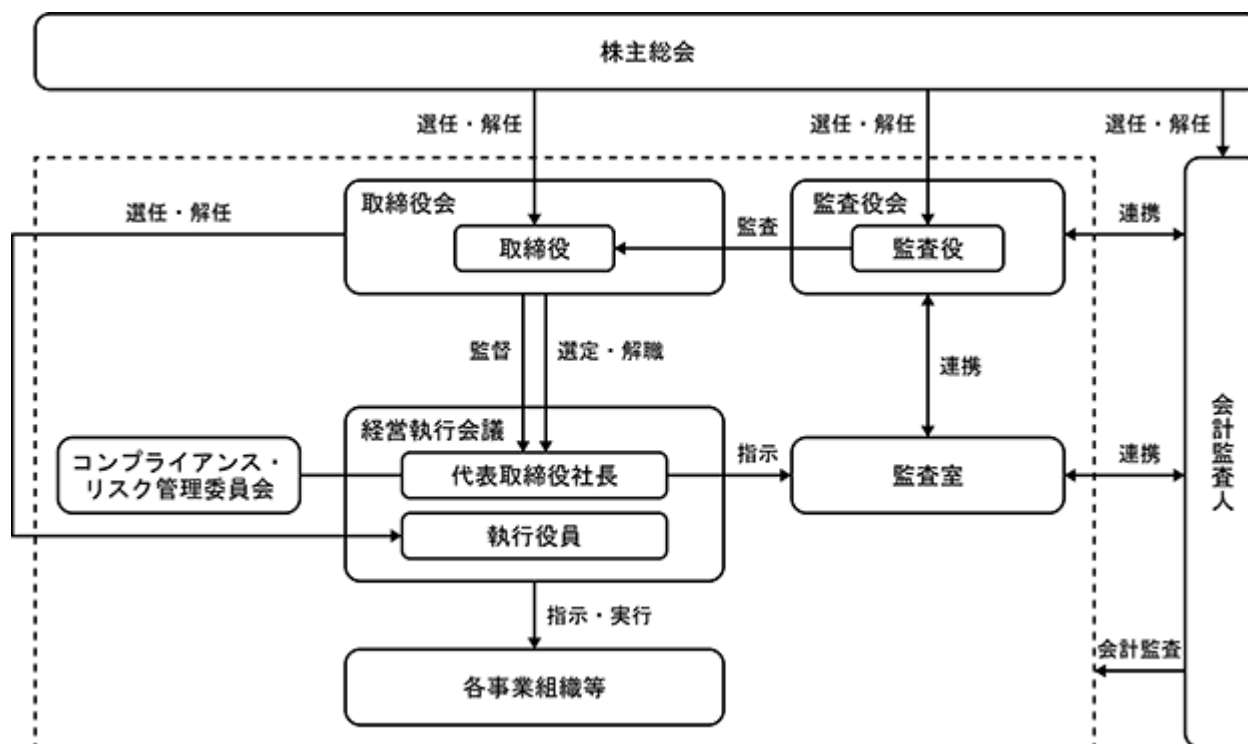 株主総会
選任・解任
選任・解任
選任・解任
選任・解任
取締役会
取締役
監査
監査役会
監査役
連携
監督
選定・解職
連携
経営執行会議
コンプライアンス・
リスク管理委員会
代表取締役社長
指示
監査室
連携
執行役員
会計監査人
指示・実行
会計監査
各事業組織等